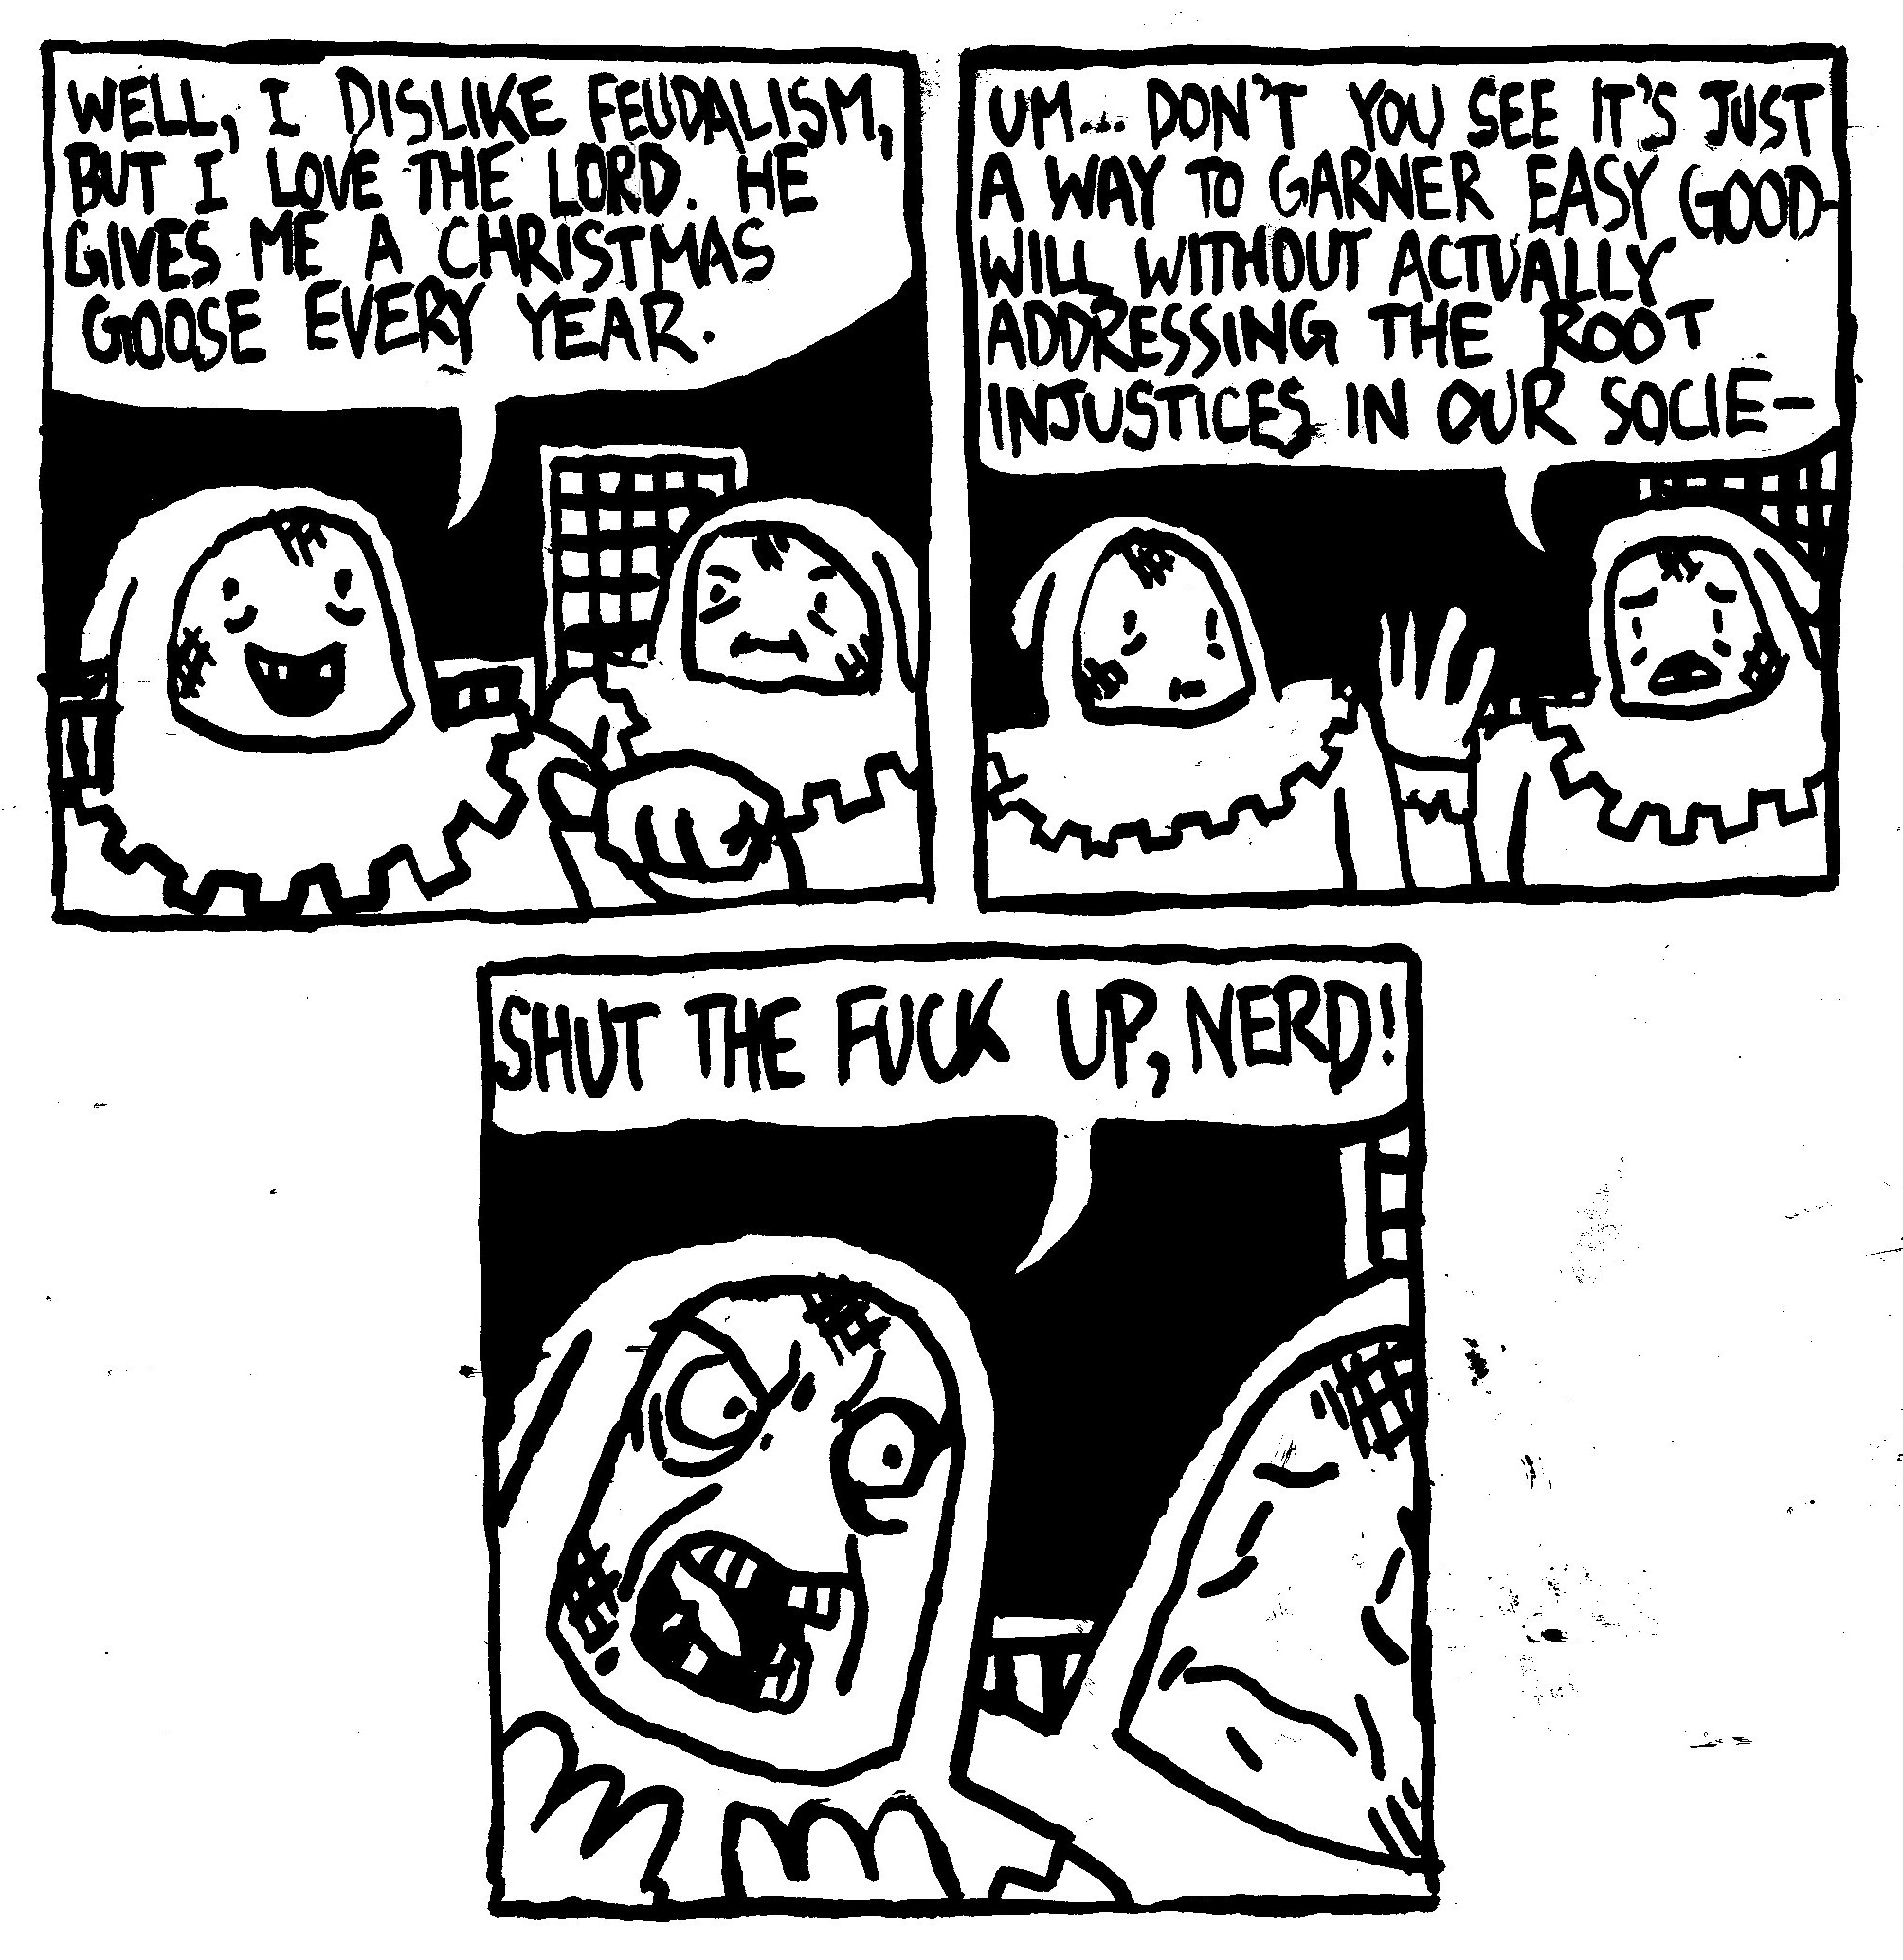 WELL, I DISLIKE FEUDALISM,
BUT I LOVE THE LORD. HE
GIVES ME A CHRISTMAS
GOOSE EVERY YEAR.
UM... DON'T YOU SEE IT'S JUST
A WAY TO GARNER EASY GOOD-
WILL WITHOUT ACTUALLY
ADDRESSING THE ROOT
INJUSTICES IN OUR SOCIE-
SHUT THE FUCK UP, NERD!